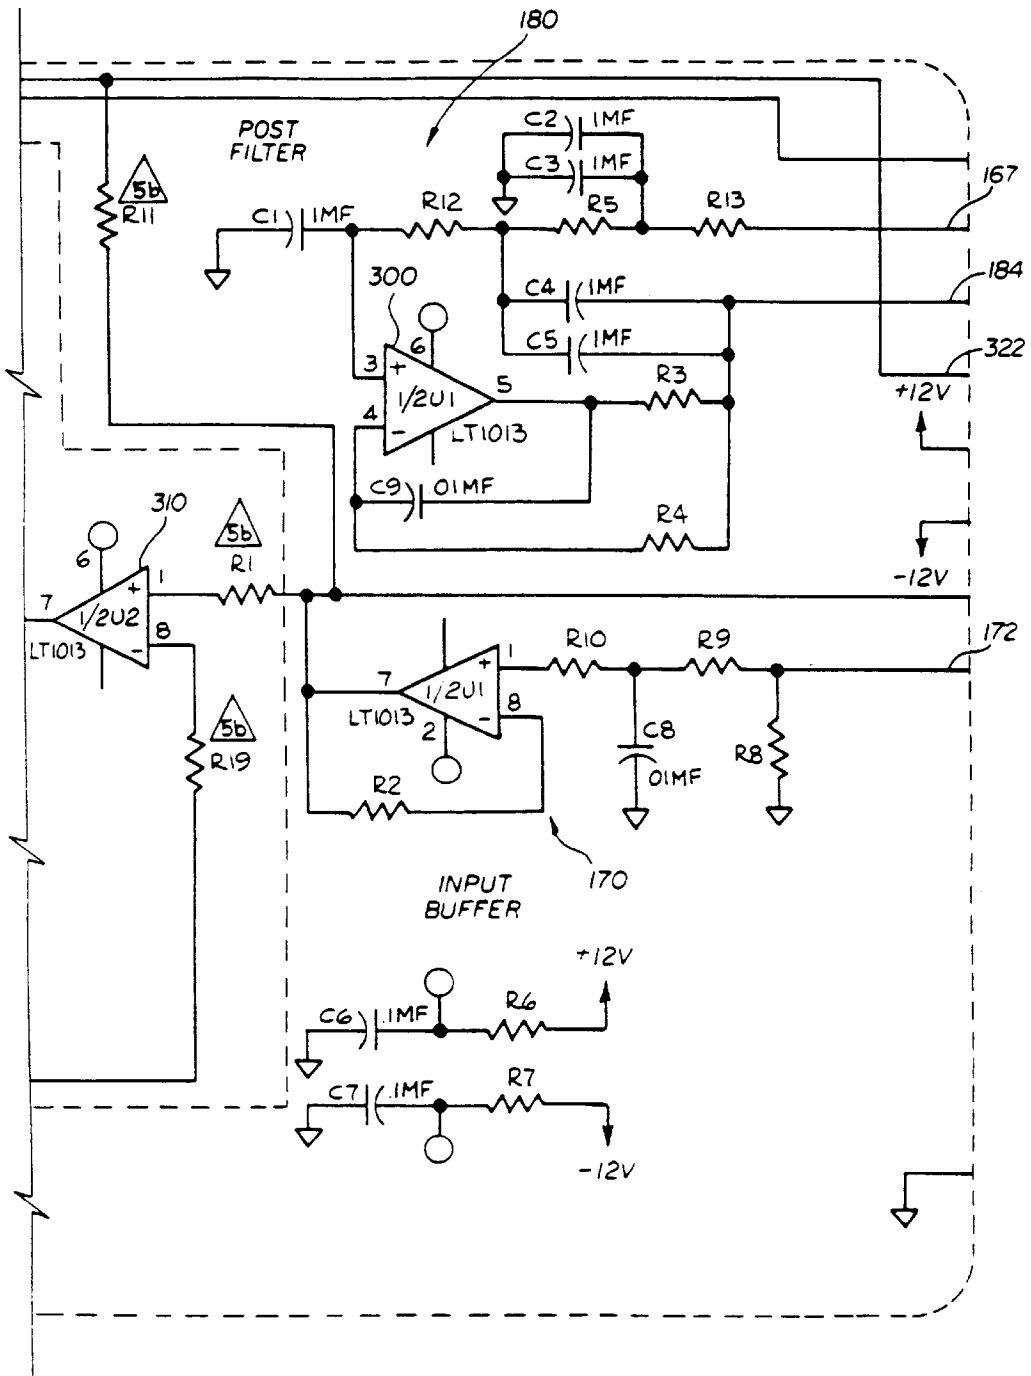 180
POST
FILTER
C2 .1MF
C3 .1MF
5b
R11
C1 .1MF
R12
R5
R13
167
300
6
C4 .1MF
184
C5 .1MF
322
3
+
1/2U1
5
R3
+12V
4
-
LT1013
C9 .01MF
310
5b
R4
6
-12V
R1
7
1/2U2
+
1
LT1013
-
8
R10
R9
172
1
+
7
1/2U1
LT1013
-
8
5b
2
C8
R8
R19
.01MF
R2
170
INPUT
BUFFER
+12V
C6 .1MF
R6
C7 .1MF
R7
-12V